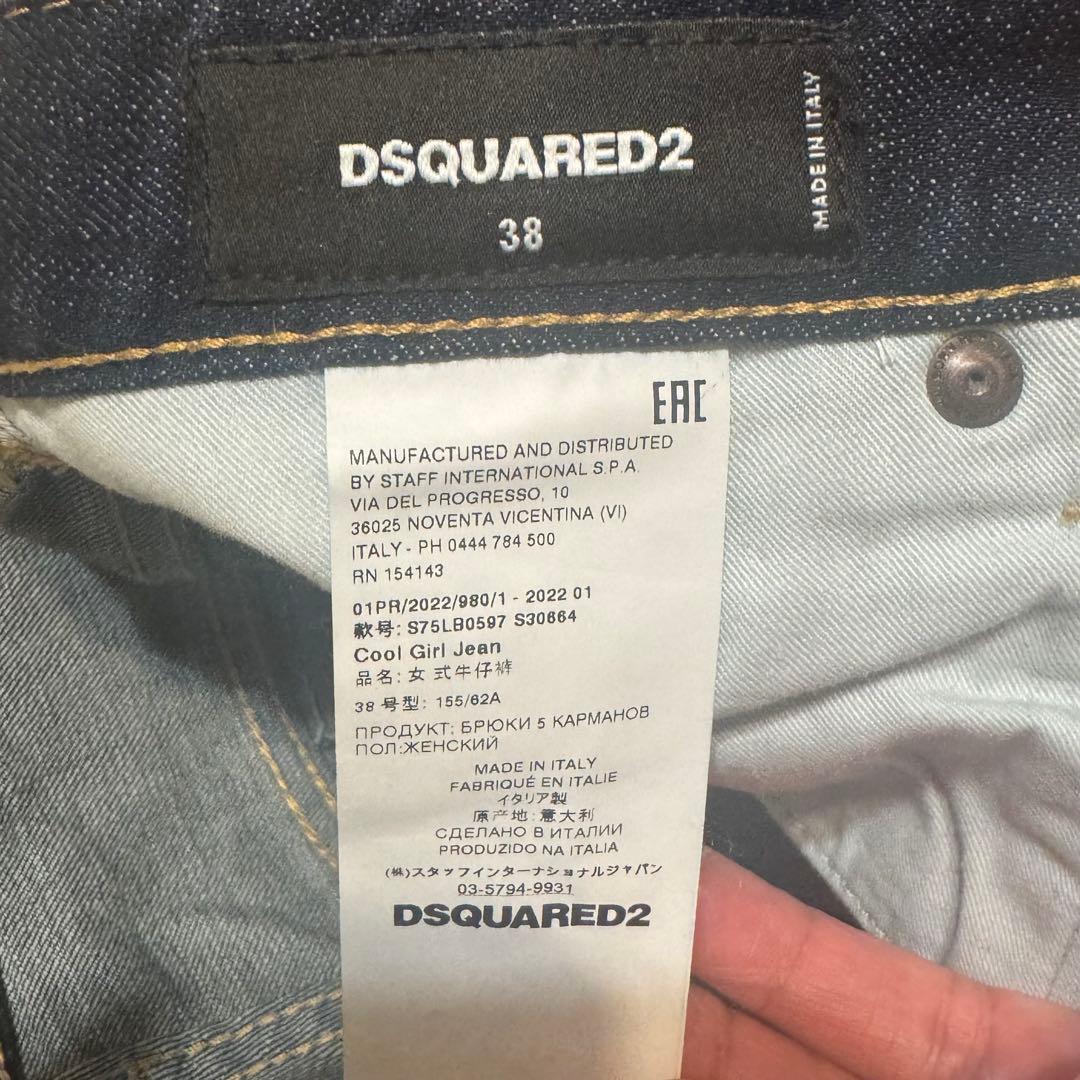 DSQUARED2
38
MADE IN ITALY
EAC
MANUFACTURED AND DISTRIBUTED
BY STAFF INTERNATIONAL S.P.A.
VIA DEL PROGRESSO, 10
36025 NOVENTA VICENTINA (VI)
ITALY - PH 0444 784 500
RN 154143
01PR/2022/980/1 - 2022 01
款号: S75LB0597 S30664
Cool Girl Jean
品名: 女 式牛仔裤
38 号型: 155/62A
ПРОДУКТ: БРЮКИ 5 КАРМАНОВ
ПОЛ:ЖЕНСКИЙ
MADE IN ITALY
FABRIQUÉ EN ITALIE
イタリア製
原产地:意大利
СДЕЛАНО В ИТАЛИИ
PRODUZIDO NA ITALIA
(株)スタッフインターナショナルジャパン
03-5794-9931
DSQUARED2